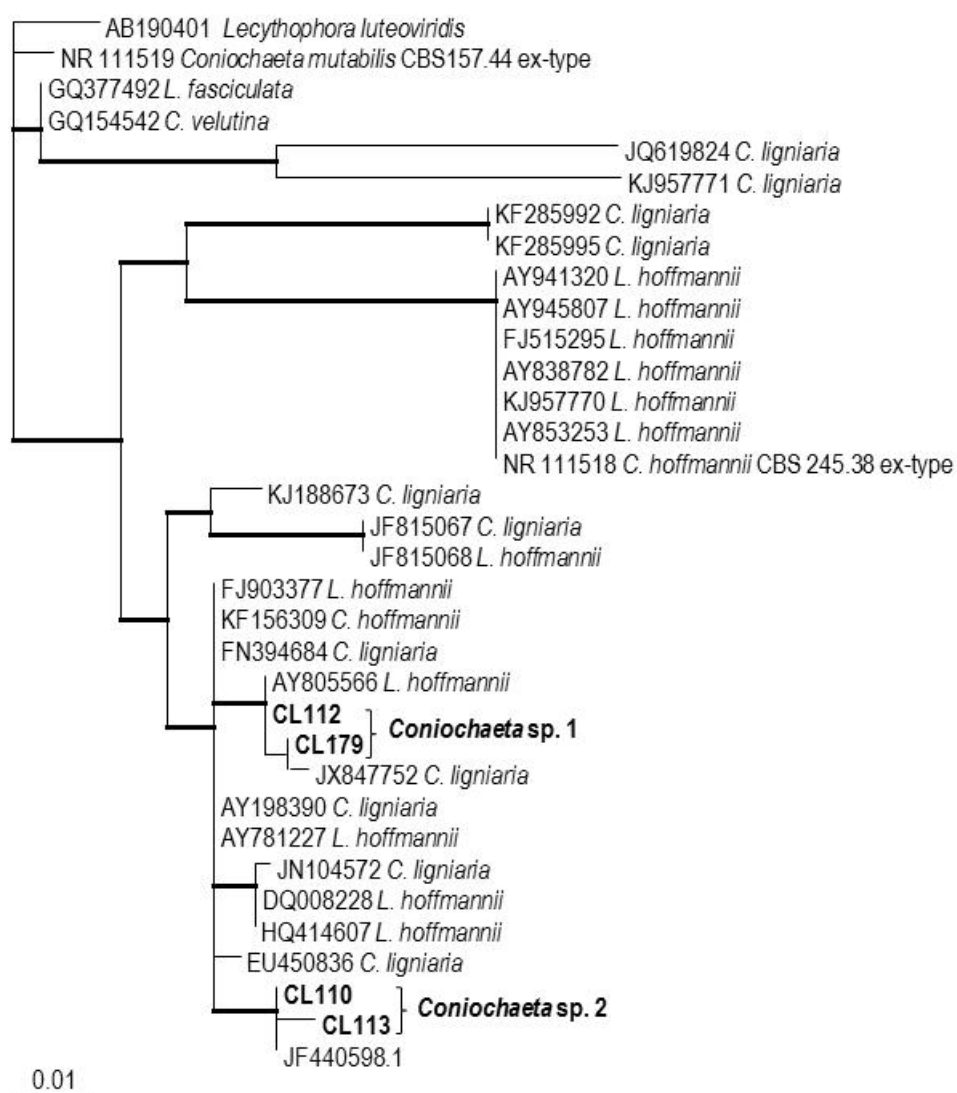 AB190401 Lecythophora luteoviridis
NR 111519 Coniochaeta mutabilis CBS157.44 ex-type
GQ377492 L. fasciculata
GQ154542 C. velutina
JQ619824 C. ligniaria
KJ957771 C. ligniaria
KF285992 C. ligniaria
KF285995 C. ligniaria
AY941320 L. hoffmannii
AY945807 L. hoffmannii
FJ515295 L. hoffmannii
AY838782 L. hoffmannii
KJ957770 L. hoffmannii
AY853253 L. hoffmannii
NR 111518 C. hoffmannii CBS 245.38 ex-type
KJ188673 C. ligniaria
JF815067 C. ligniaria
JF815068 L. hoffmannii
FJ903377 L. hoffmannii
KF156309 C. hoffmannii
FN394684 C. ligniaria
AY805566 L. hoffmannii
CL112
Coniochaeta sp. 1
CL179
JX847752 C. ligniaria
AY198390 C. ligniaria
AY781227 L. hoffmannii
JN104572 C. ligniaria
DQ008228 L. hoffmannii
HQ414607 L. hoffmannii
EU450836 C. ligniaria
CL110
Coniochaeta sp. 2
CL113
JF440598.1
0.01